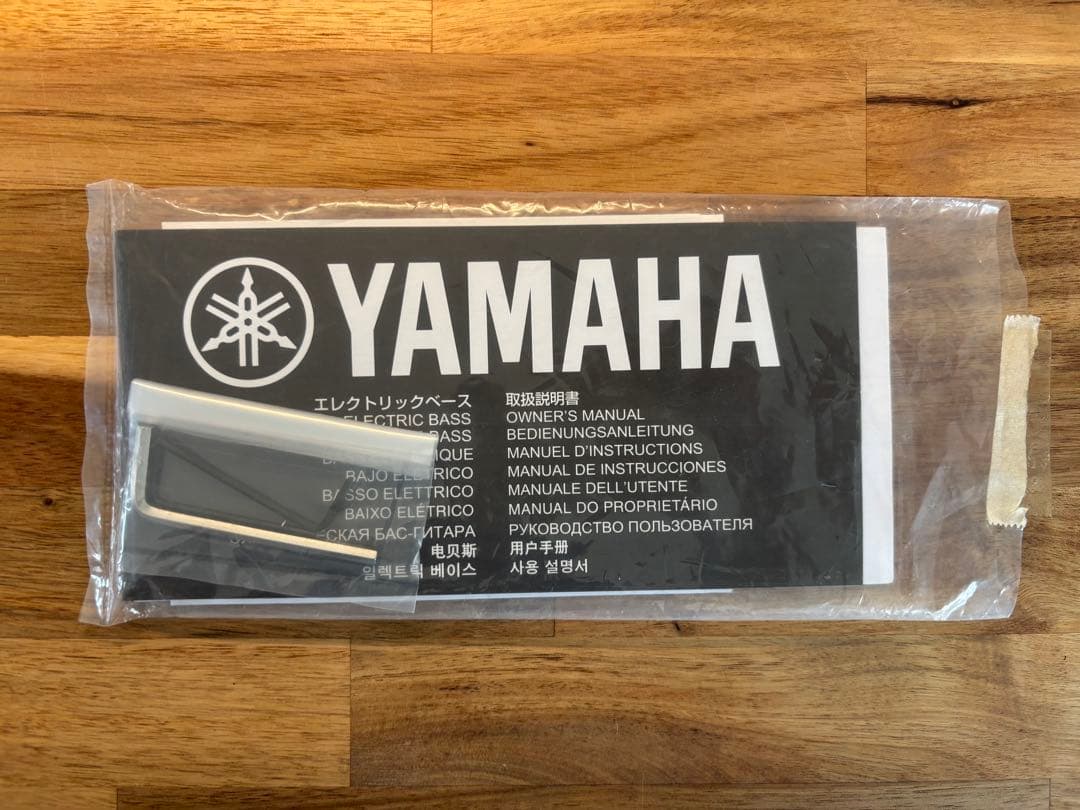 YAMAHA
エレクトリックベース 取扱説明書
ELECTRIC BASS OWNER'S MANUAL
BASS BEDIENUNGSANLEITUNG
MANUEL D'INSTRUCTIONS
BAJO ELÉCTRICO MANUAL DE INSTRUCCIONES
BASSO ELETTRICO MANUALE DELL'UTENTE
BAIXO ELÉTRICO MANUAL DO PROPRIETÁRIO
БАС-ГИТАРА РУКОВОДСТВО ПОЛЬЗОВАТЕЛЯ
电贝斯 用户手册
일렉트릭 베이스 사용 설명서